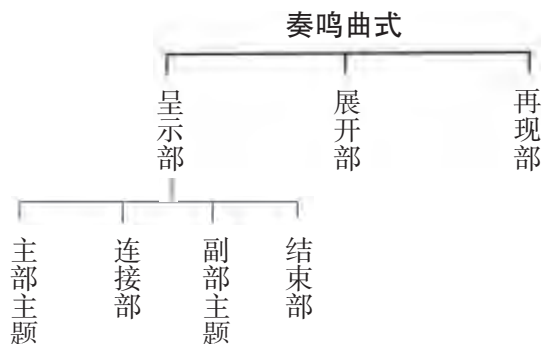 奏鸣曲式
呈示部
展开部
再现部
主部主题
连接部
副部主题
结束部